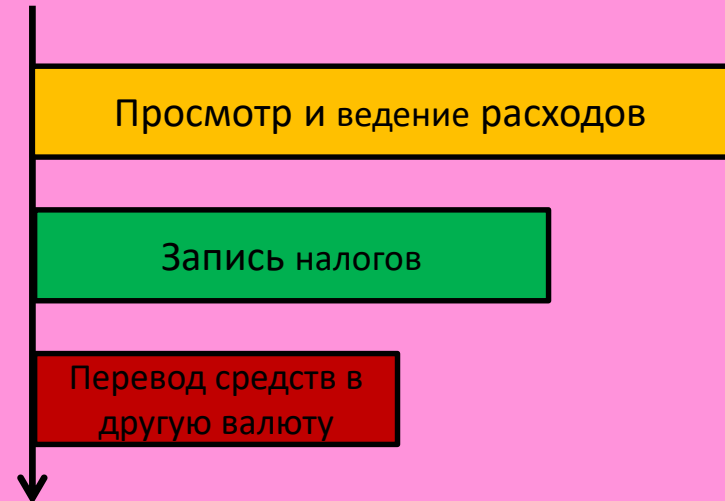 Просмотр и ведение расходов
Запись налогов
Перевод средств в
другую валюту